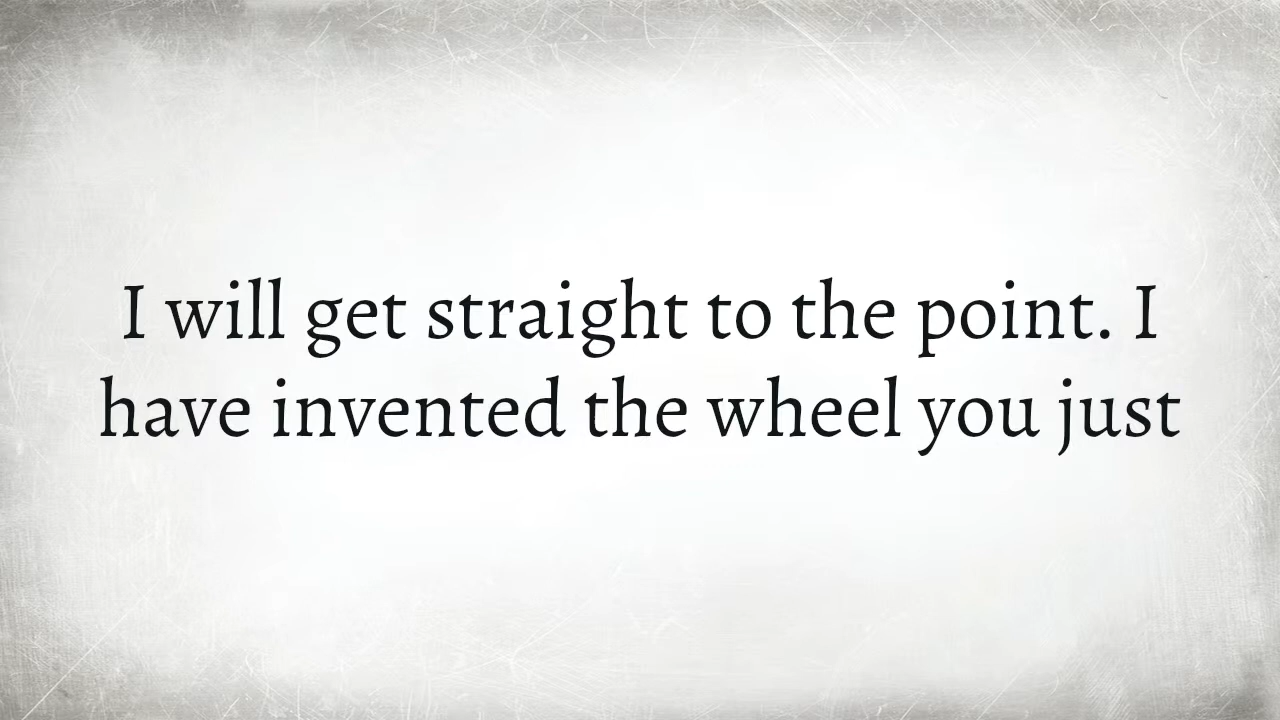 I will get straight to the point. I
have invented the wheel you just